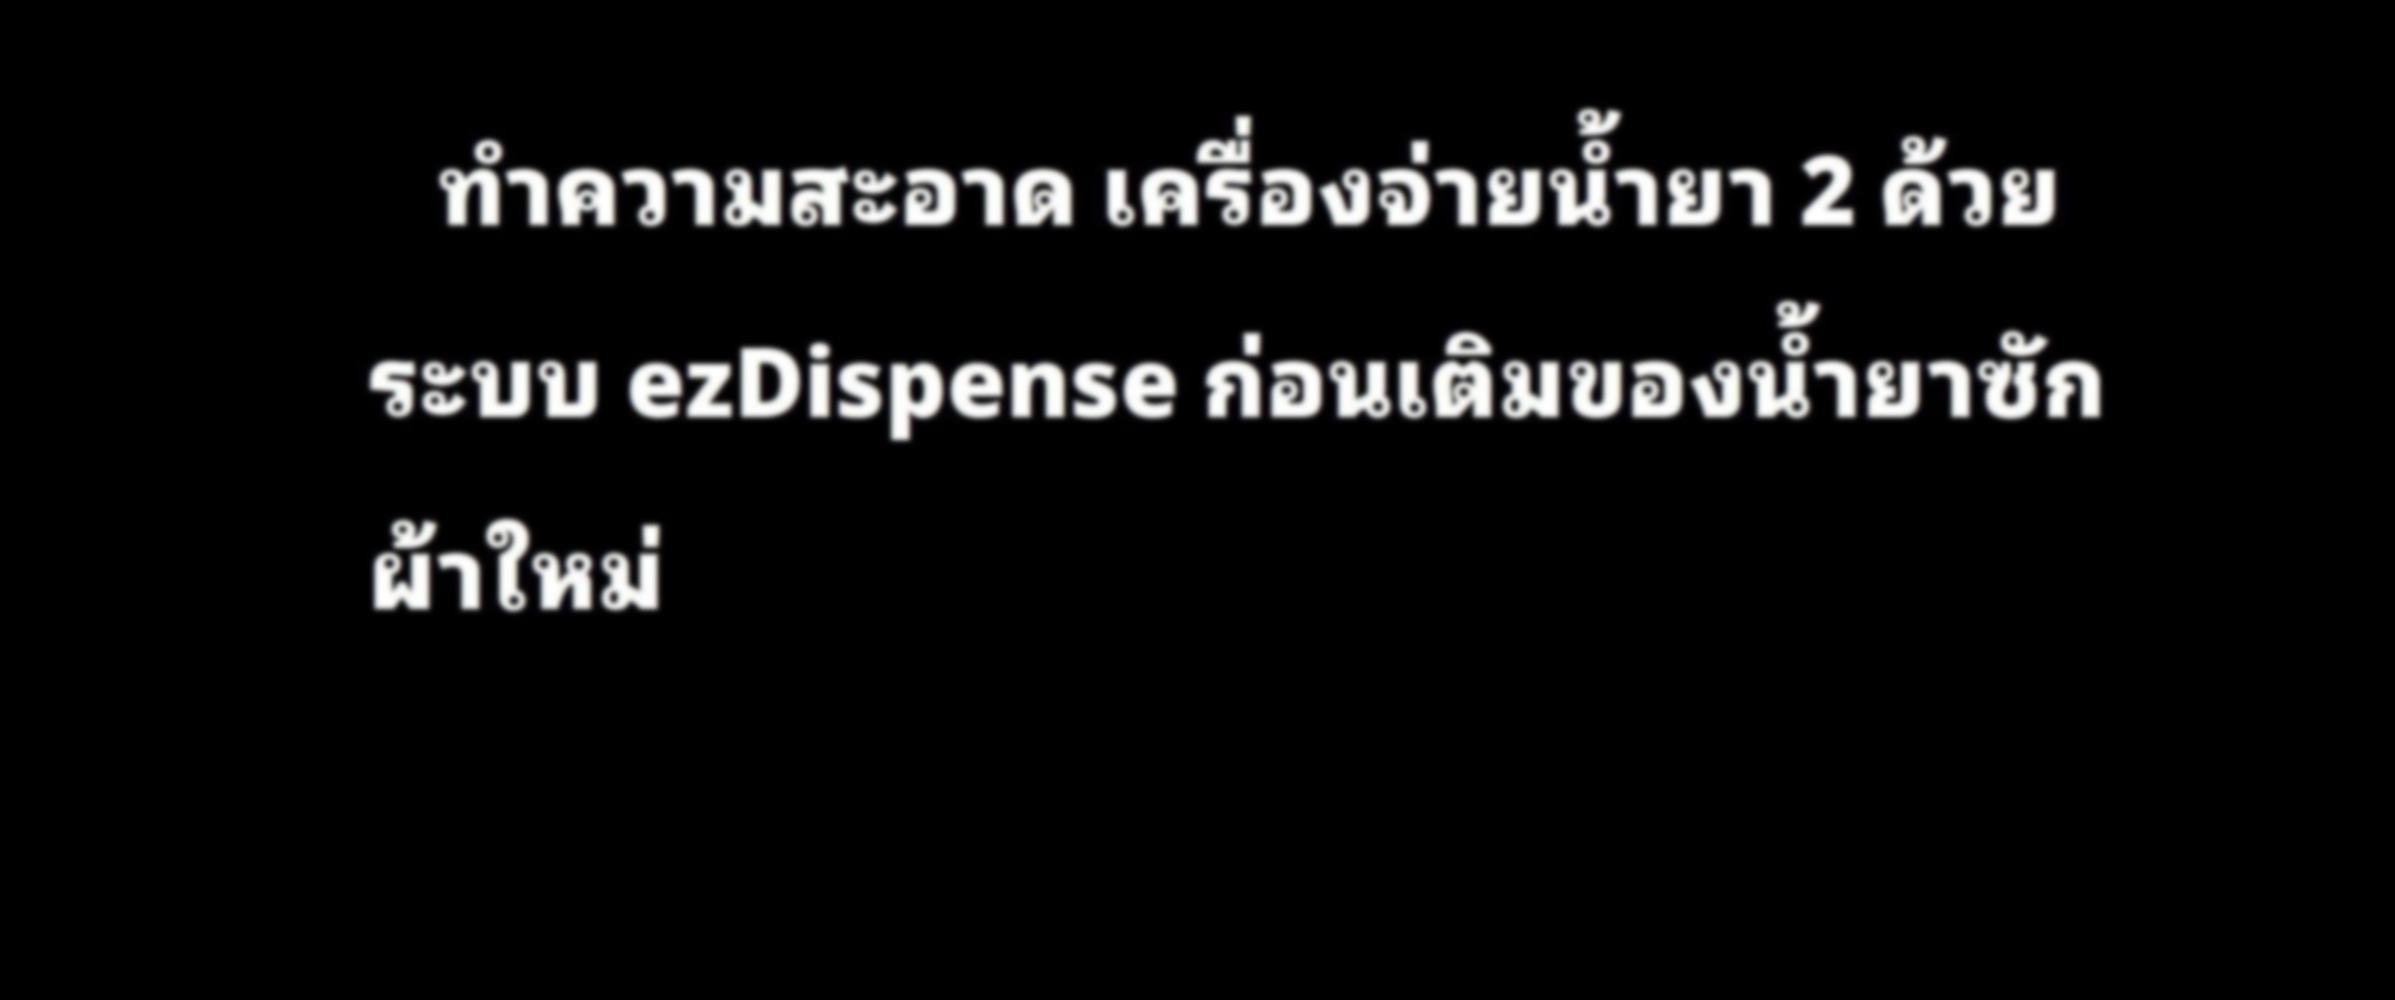 ทำความสะอาด เครื่องจ่ายน้ำยา 2 ด้วย
ระบบ ezDispense ก่อนเติมของน้ำยาซัก
ผ้าใหม่